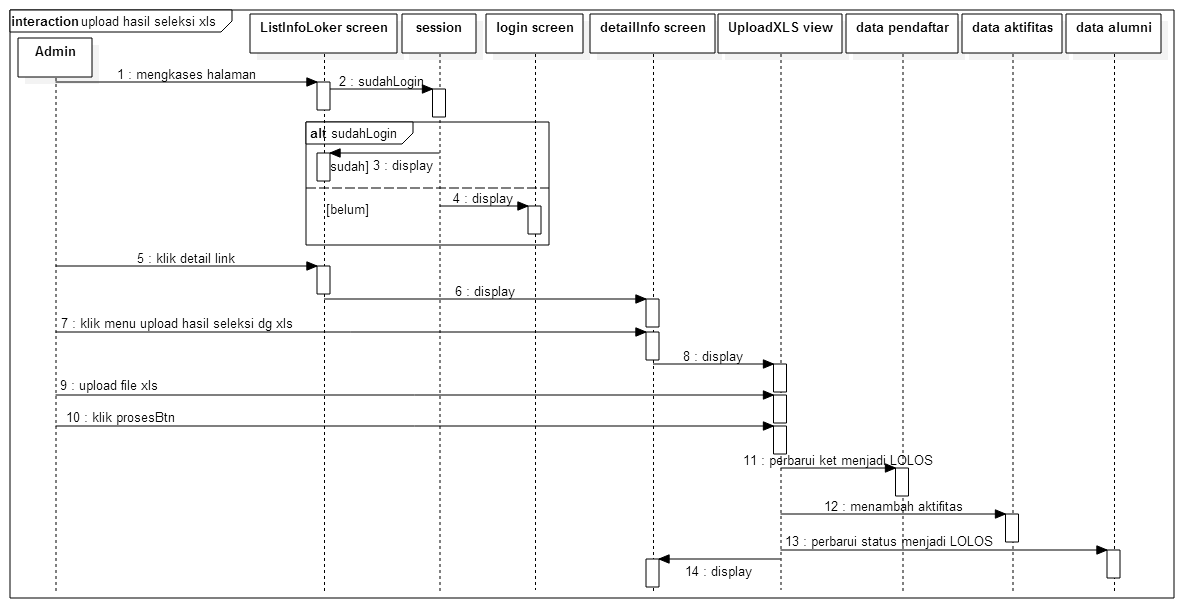 interaction upload hasil seleksi xls
Admin
ListInfoLoker screen
session
login screen
detailInfo screen
UploadXLS view
data pendaftar
data aktifitas
data alumni
1 : mengkases halaman
2 : sudahLogin
alt sudahLogin
sudah]
3 : display
4 : display
[belum]
5 : klik detail link
6 : display
7 : klik menu upload hasil seleksi dg xls
8 : display
9 : upload file xls
10 : klik prosesBtn
11 : perbarui ket menjadi LOLOS
12 : menambah aktifitas
13 : perbarui status menjadi LOLOS
14 : display